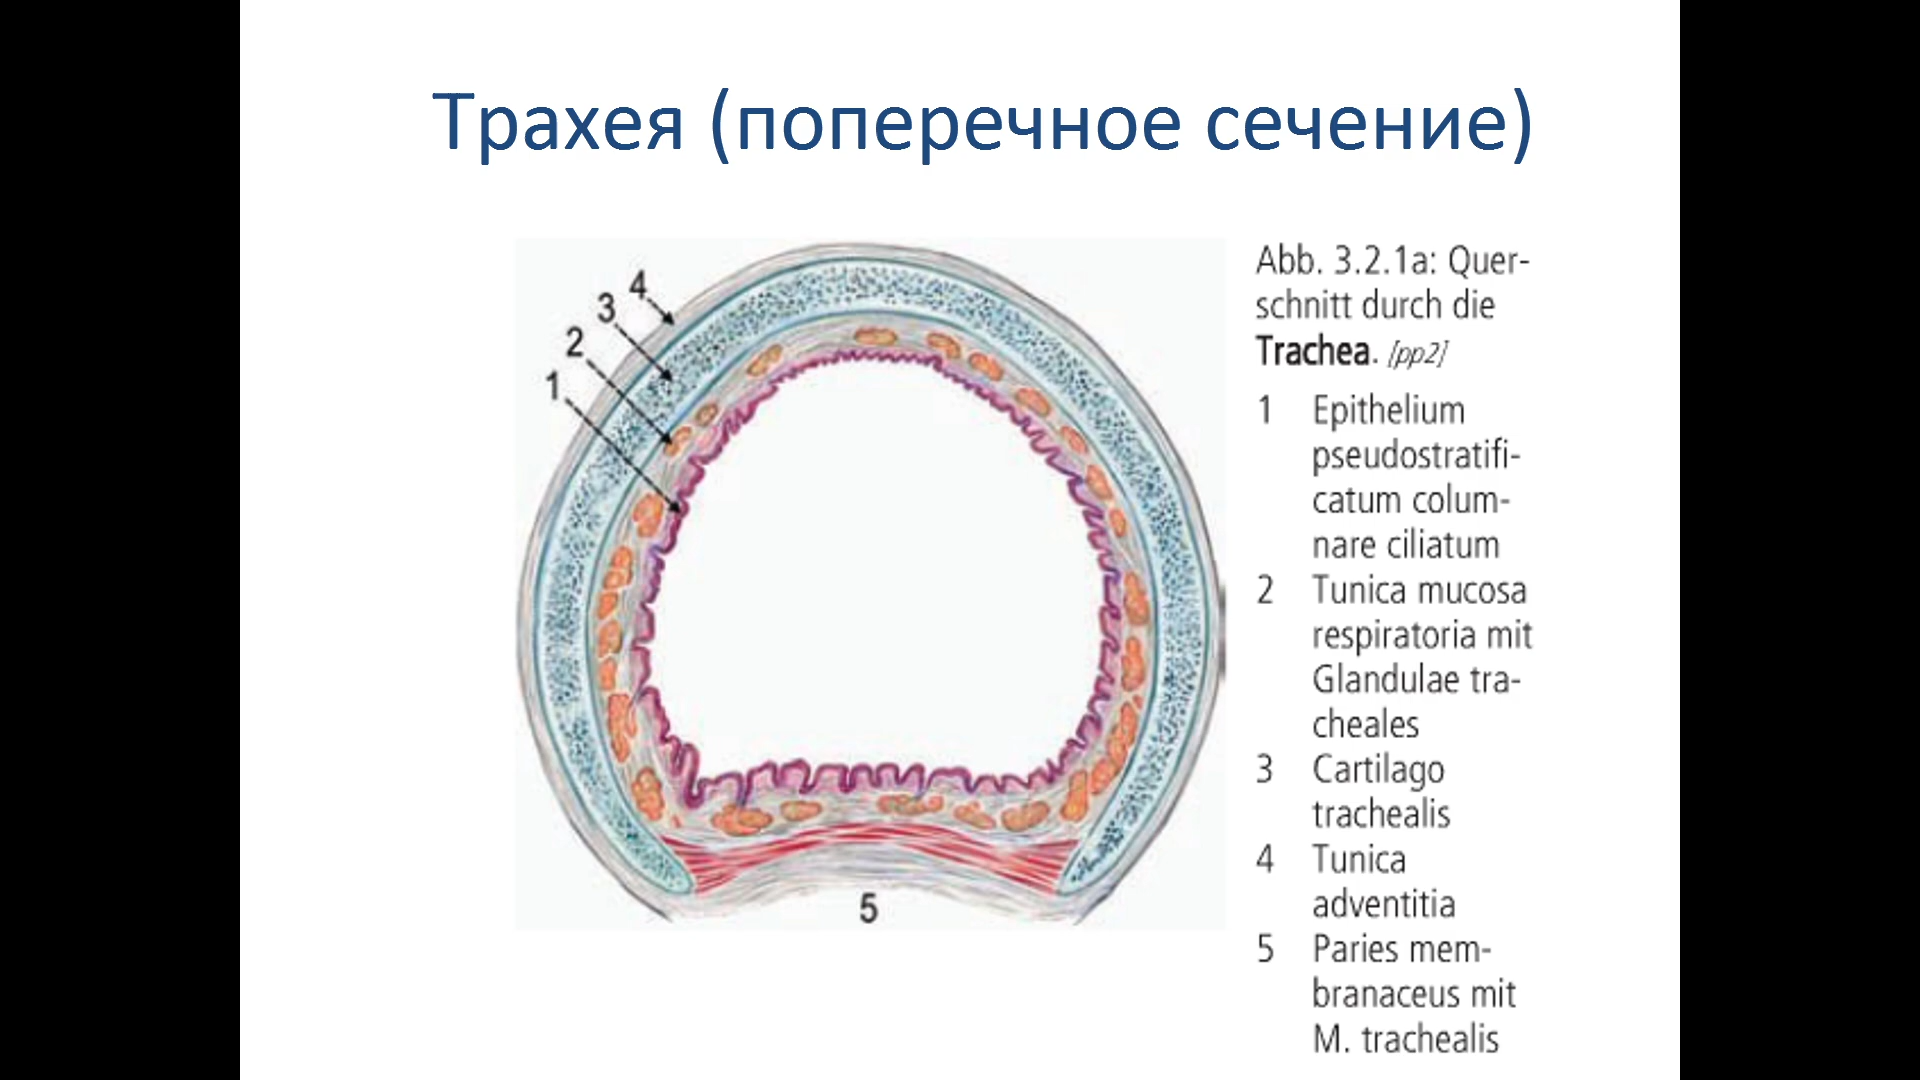 Трахея (поперечное сечение)
4
3
2
1
5
Abb. 3.2.1a: Quer-
schnitt durch die
Trachea. [pp2]
1 Epithelium
pseudostratifi-
catum colum-
nare ciliatum
2 Tunica mucosa
respiratoria mit
Glandulae tra-
cheales
3 Cartilago
trachealis
4 Tunica
adventitia
5 Paries mem-
branaceus mit
M. trachealis